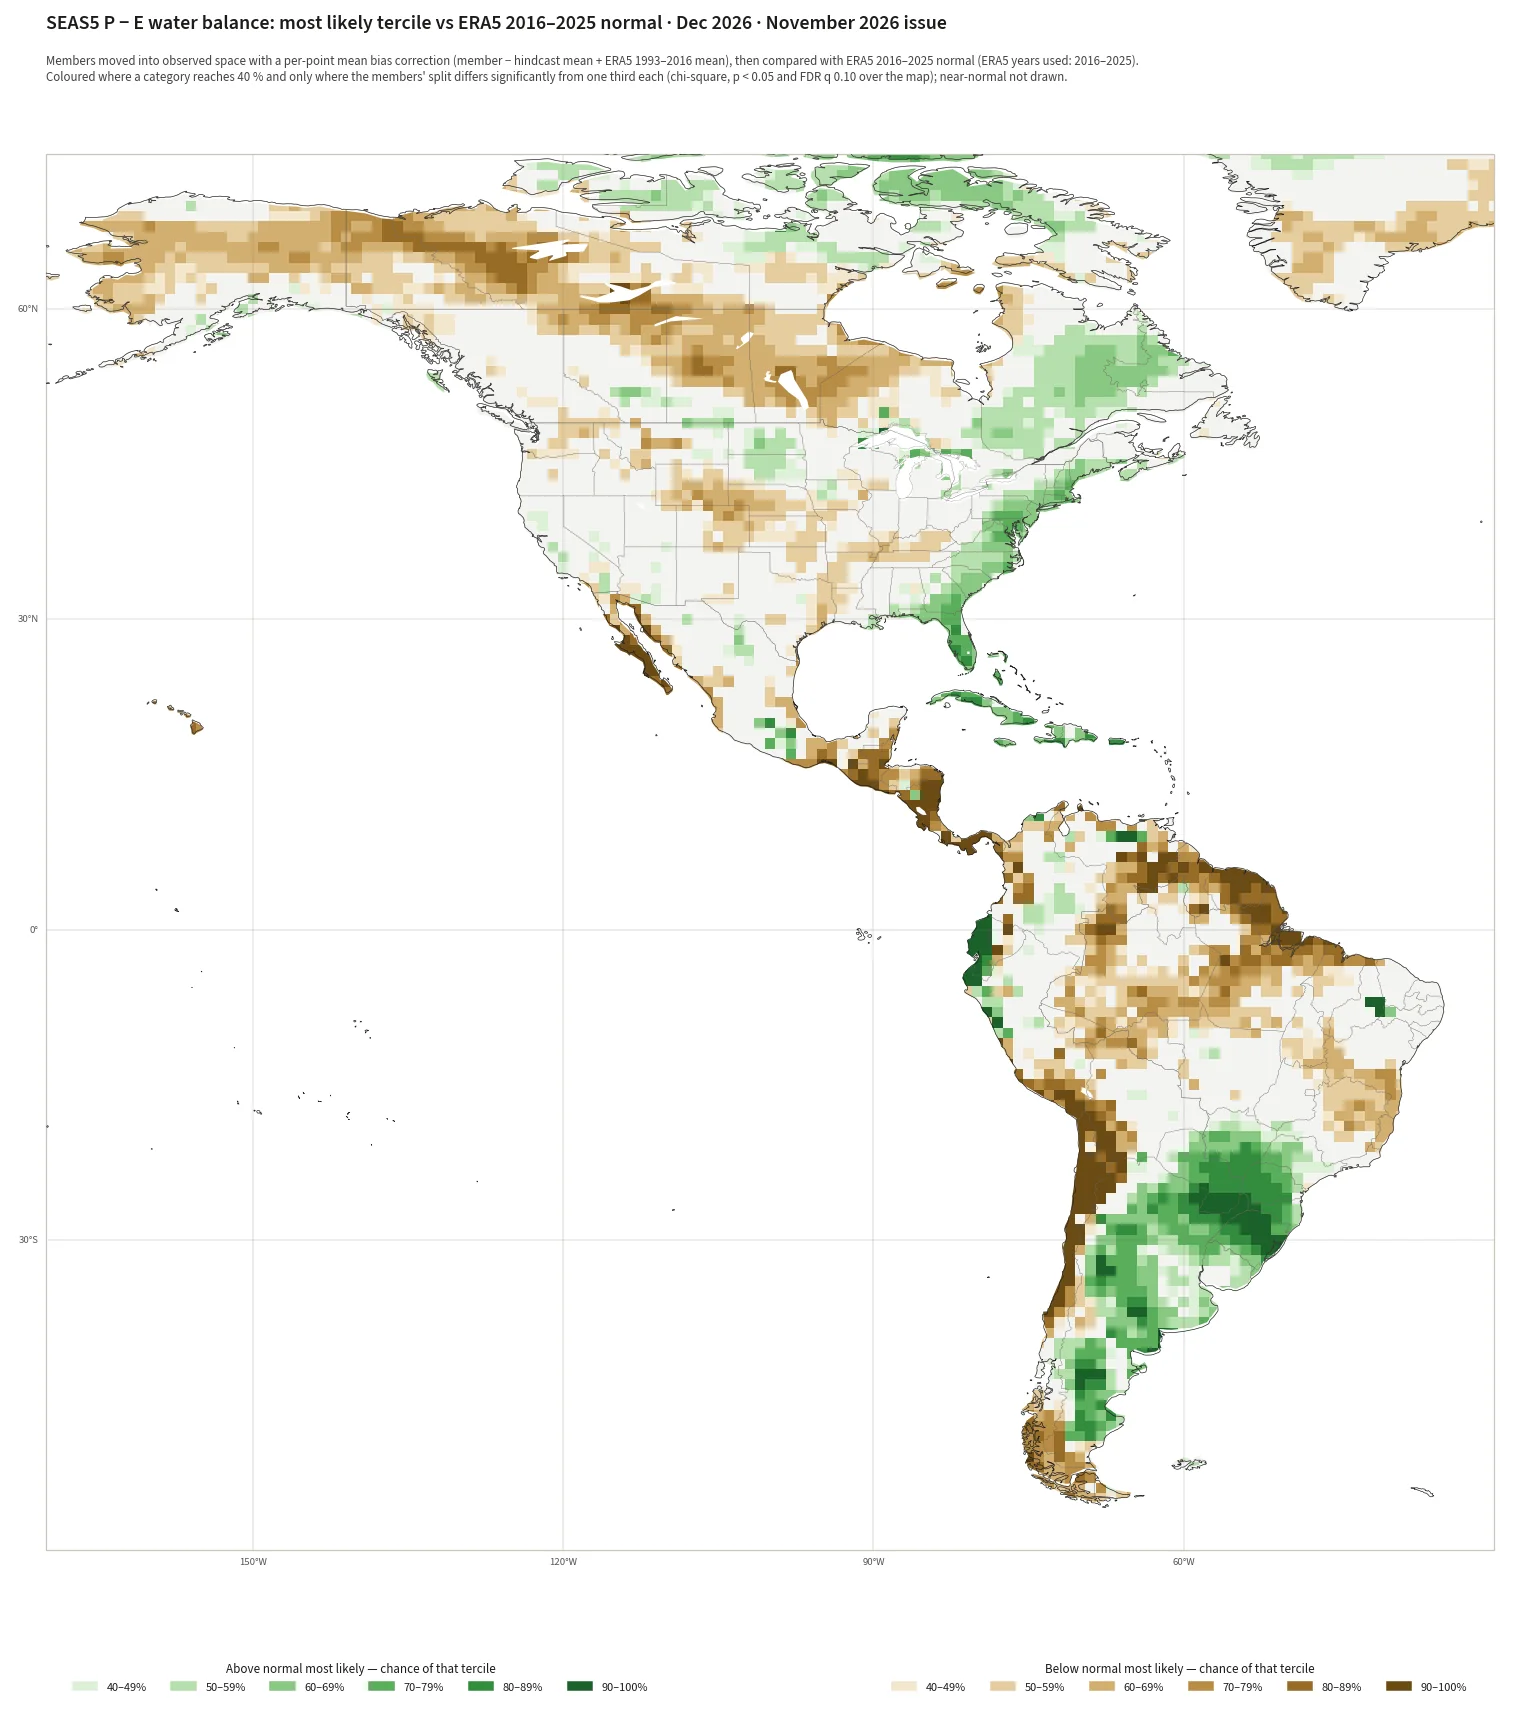 SEAS5 P − E water balance: most likely tercile vs ERA5 2016–2025 normal · Dec 2026 · November 2026 issue
Members moved into observed space with a per-point mean bias correction (member − hindcast mean + ERA5 1993–2016 mean), then compared with ERA5 2016–2025 normal (ERA5 years used: 2016–2025).
Coloured where a category reaches 40 % and only where the members' split differs significantly from one third each (chi-square, p < 0.05 and FDR q 0.10 over the map); near-normal not drawn.
60°N
30°N
0°
30°S
150°W
120°W
90°W
60°W
Above normal most likely — chance of that tercile
40–49%
50–59%
60–69%
70–79%
80–89%
90–100%
Below normal most likely — chance of that tercile
40–49%
50–59%
60–69%
70–79%
80–89%
90–100%